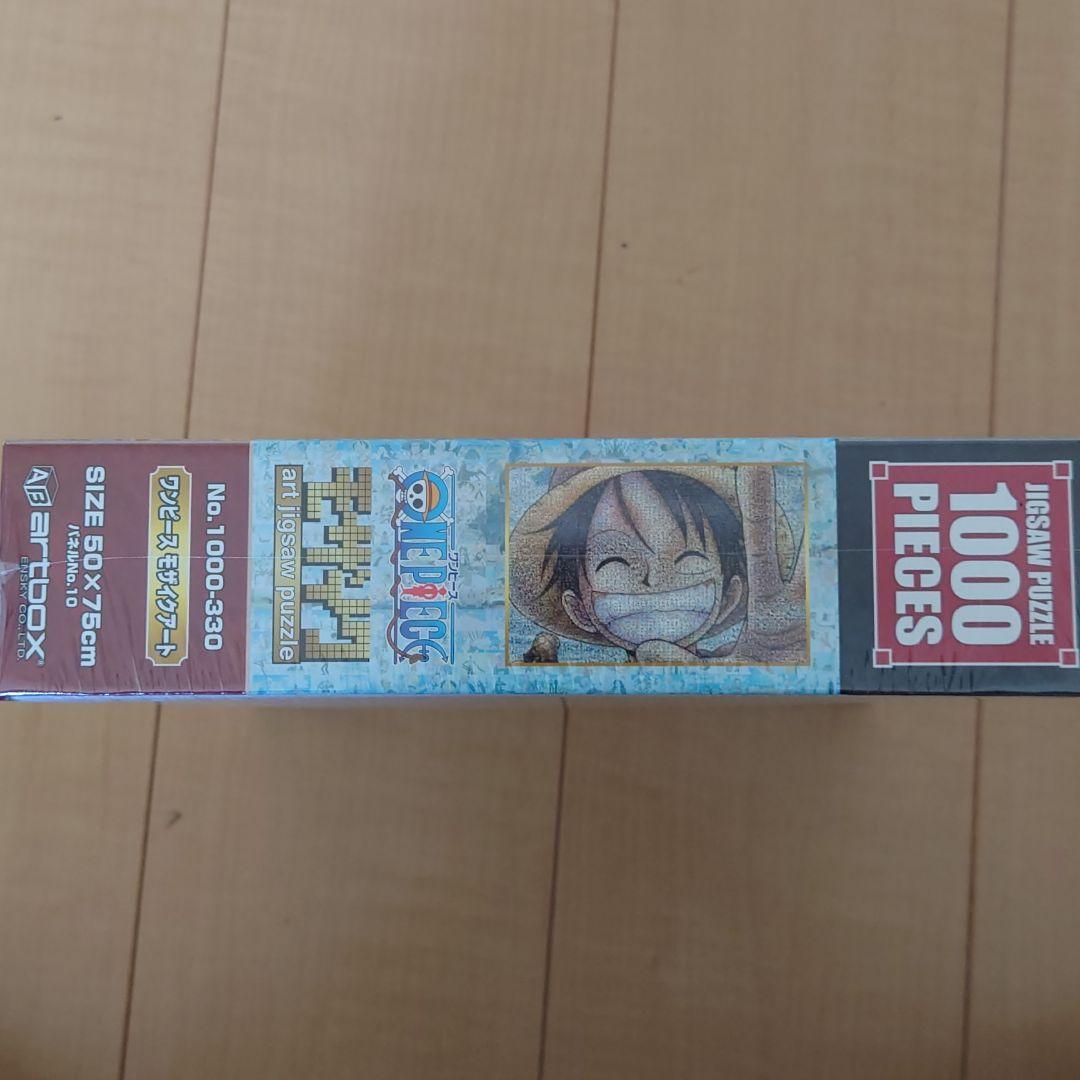 JIGSAW PUZZLE
1000
PIECES
ワンピース
ONE PIECE
art jigsaw puzzle
No.1000-330
ワンピース モザイクアート
パネルNo.10
SIZE 50×75cm
AB artbox®
ENSKY CO., LTD.